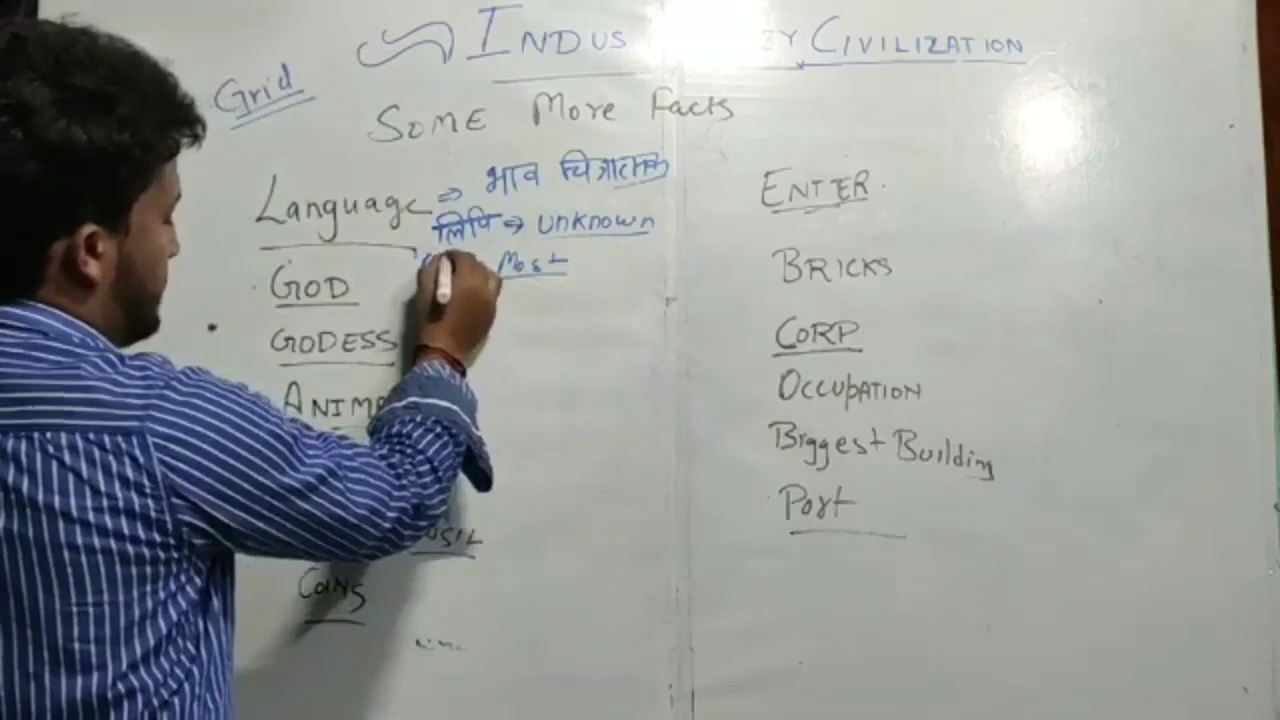 INDUS CIVILIZATION
Grid
SOME More Facts
Language ⇒ भाव चित्रात्मक
लिपि → Unknown
Most
GOD
GODESS
Coins
ENTER.
BRICKS
CORP
OCCUPATION
Biggest Building
Port